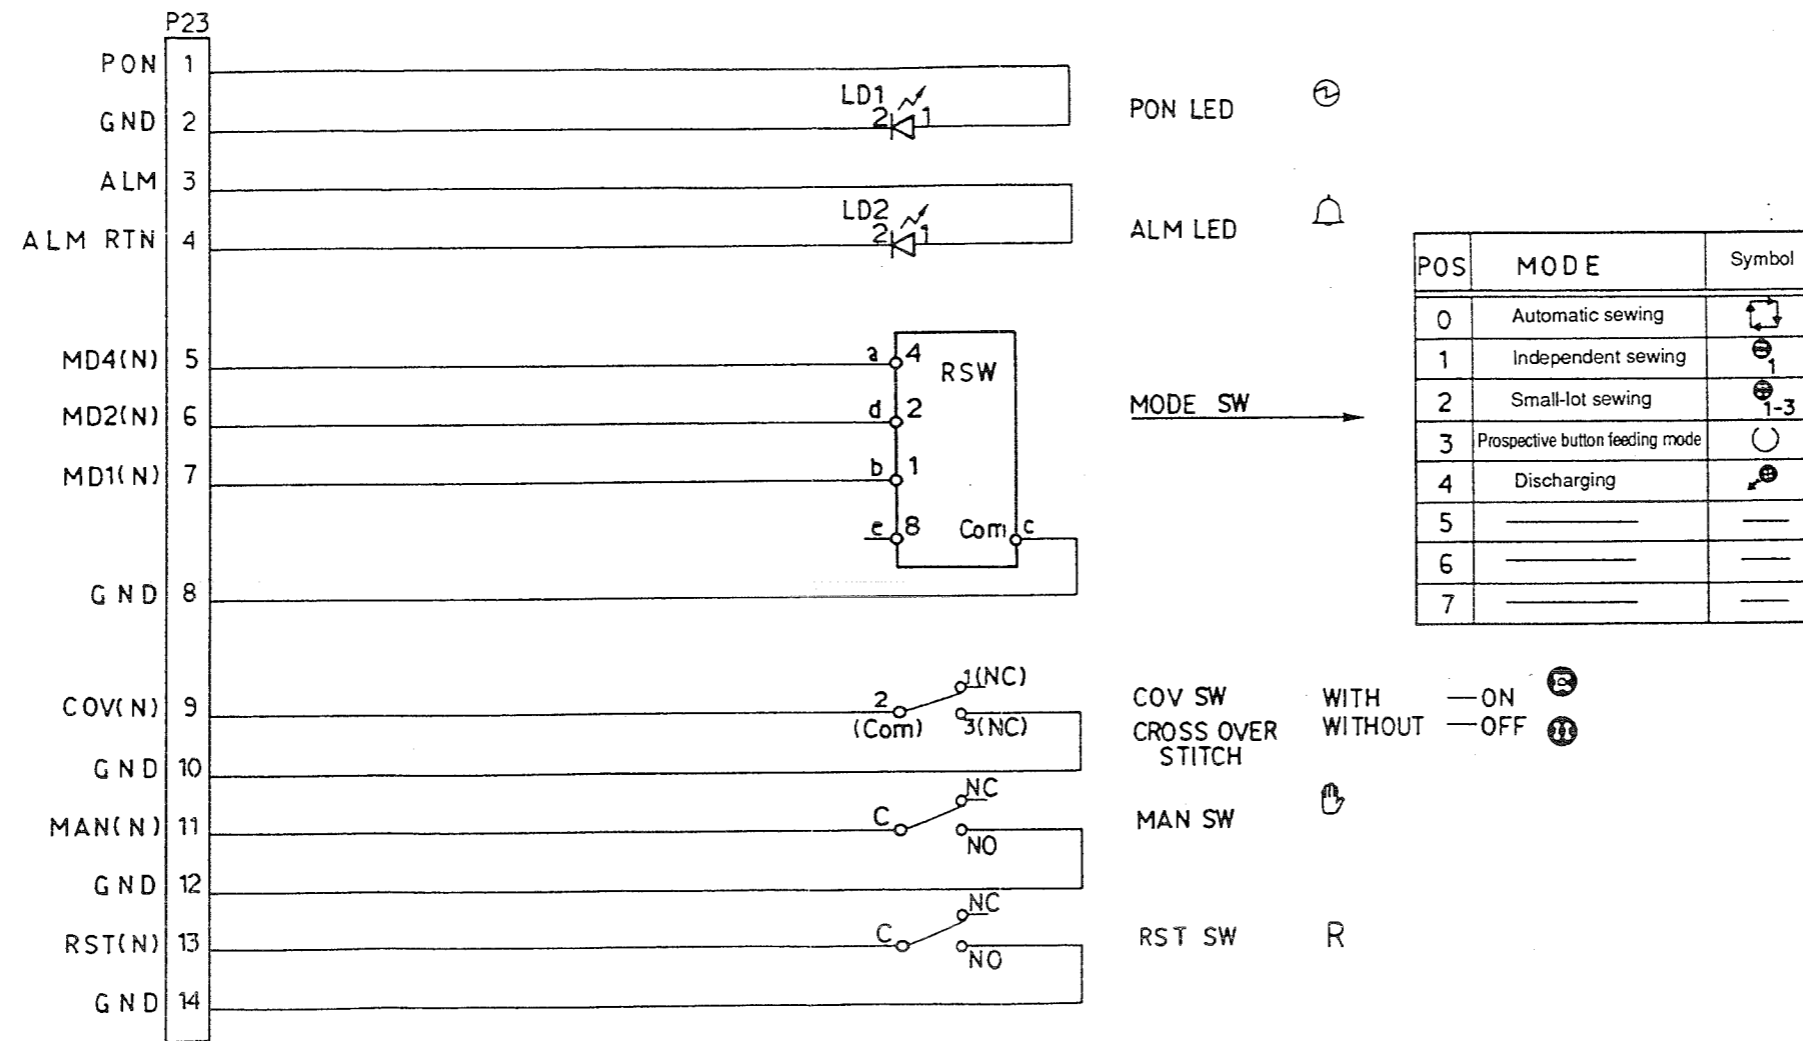 P23
PON 1
GND 2
LD1
2 1
PON LED
ALM 3
ALM RTN 4
LD2
2 1
ALM LED
MD4(N) 5
a 4
RSW
MD2(N) 6
d 2
MD1(N) 7
b 1
e 8
Com c
GND 8
MODE SW
POS MODE Symbol
0 Automatic sewing
1 Independent sewing 1
2 Small-lot sewing 1-3
3 Prospective button feeding mode
4 Discharging
5
6
7
COV(N) 9
2
(Com)
1(NC)
3(NC)
GND 10
COV SW WITH — ON
CROSS OVER WITHOUT — OFF
STITCH
MAN(N) 11
C
NC
NO
GND 12
MAN SW
RST(N) 13
C
NC
NO
GND 14
RST SW R